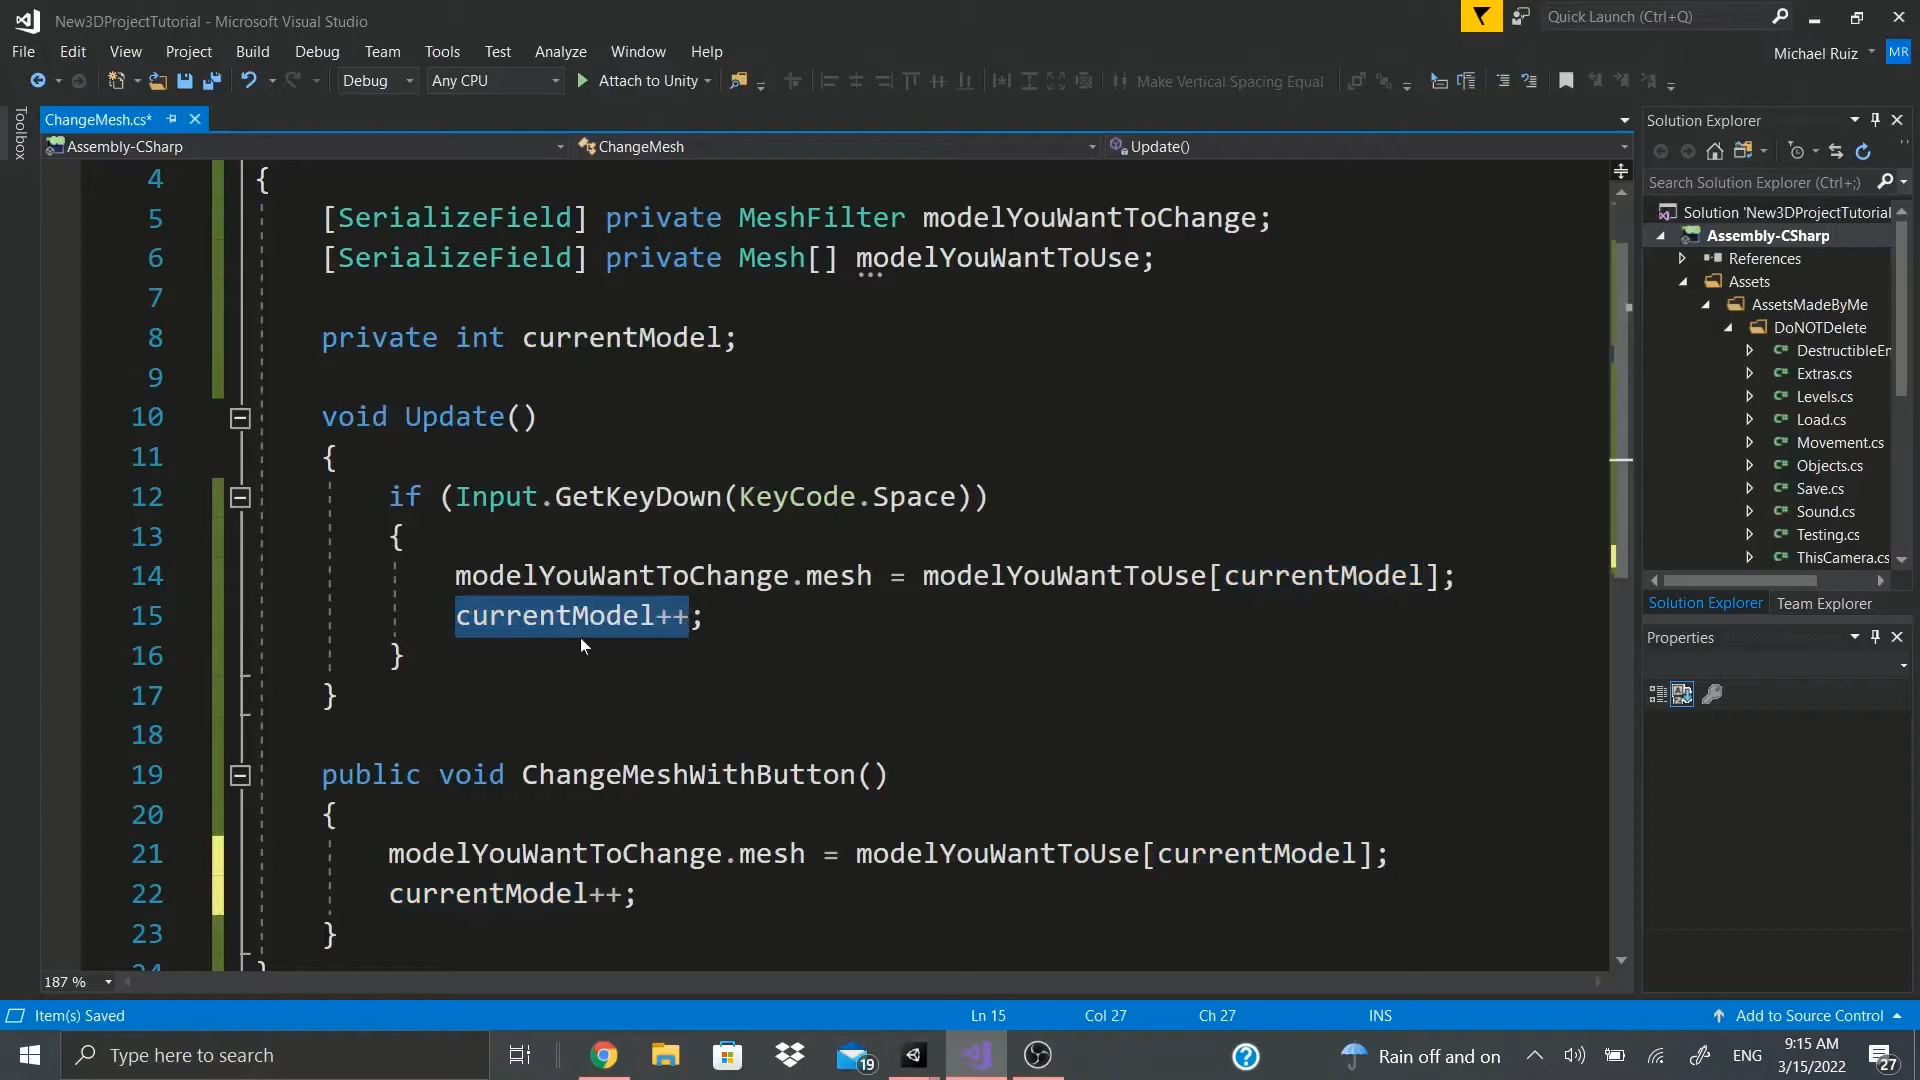 New3DProjectTutorial - Microsoft Visual Studio
Quick Launch (Ctrl+Q)
File Edit View Project Build Debug Team Tools Test Analyze Window Help
Michael Ruiz MR
Debug Any CPU Attach to Unity Make Vertical Spacing Equal
Toolbox
ChangeMesh.cs*
Assembly-CSharp ChangeMesh Update()
4 {
5 [SerializeField] private MeshFilter modelYouWantToChange;
6 [SerializeField] private Mesh[] modelYouWantToUse;
7
8 private int currentModel;
9
10 void Update()
11 {
12 if (Input.GetKeyDown(KeyCode.Space))
13 {
14 modelYouWantToChange.mesh = modelYouWantToUse[currentModel];
15 currentModel++;
16 }
17 }
18
19 public void ChangeMeshWithButton()
20 {
21 modelYouWantToChange.mesh = modelYouWantToUse[currentModel];
22 currentModel++;
23 }
24 }
187 %
Solution Explorer
Search Solution Explorer (Ctrl+;)
Solution 'New3DProjectTutorial
Assembly-CSharp
References
Assets
AssetsMadeByMe
DoNOTDelete
DestructibleEn
Extras.cs
Levels.cs
Load.cs
Movement.cs
Objects.cs
Save.cs
Sound.cs
Testing.cs
ThisCamera.cs
Solution Explorer Team Explorer
Properties
Item(s) Saved Ln 15 Col 27 Ch 27 INS Add to Source Control
Type here to search
19
Rain off and on
ENG
9:15 AM
3/15/2022
27